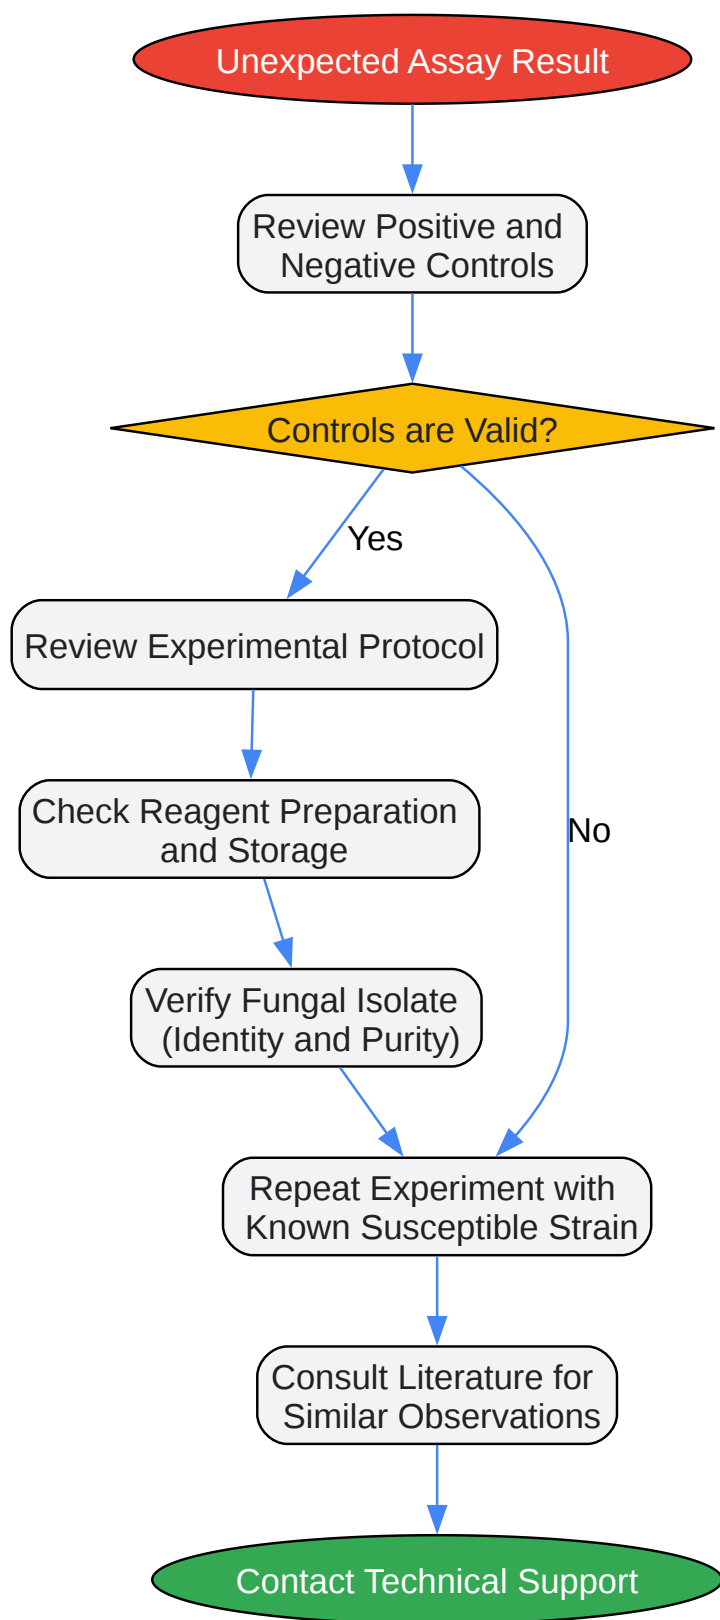 Unexpected Assay Result
Review Positive and
Negative Controls
Controls are Valid?
Yes
Review Experimental Protocol
Check Reagent Preparation
and Storage
No
Verify Fungal Isolate
(Identity and Purity)
Repeat Experiment with
Known Susceptible Strain
Consult Literature for
Similar Observations
Contact Technical Support